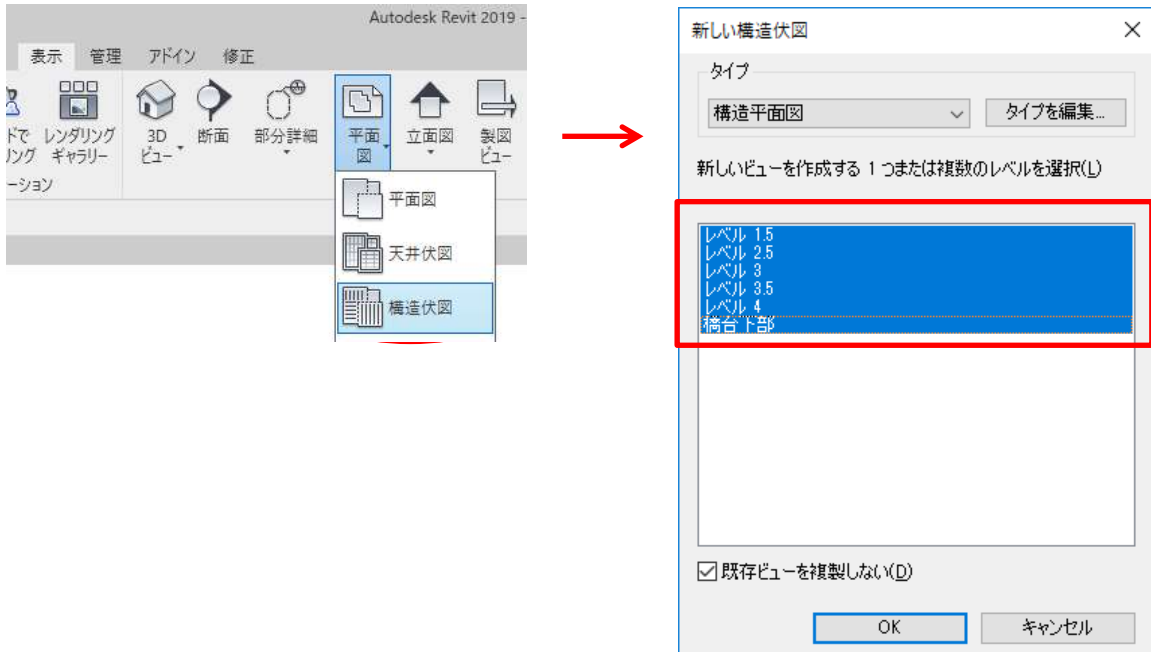 Autodesk Revit 2019 -
表示 管理 アドイン 修正
ドで
リング
レンダリング
ギャラリー
3D
ビュー
断面
部分詳細
平面
図
立面図
製図
ビュー
ーション
平面図
天井伏図
構造伏図
新しい構造伏図
タイプ
構造平面図
タイプを編集...
新しいビューを作成する 1 つまたは複数のレベルを選択(L)
レベル 1.5
レベル 2.5
レベル 3
レベル 3.5
レベル 4
橋台下部
既存ビューを複製しない(D)
OK
キャンセル